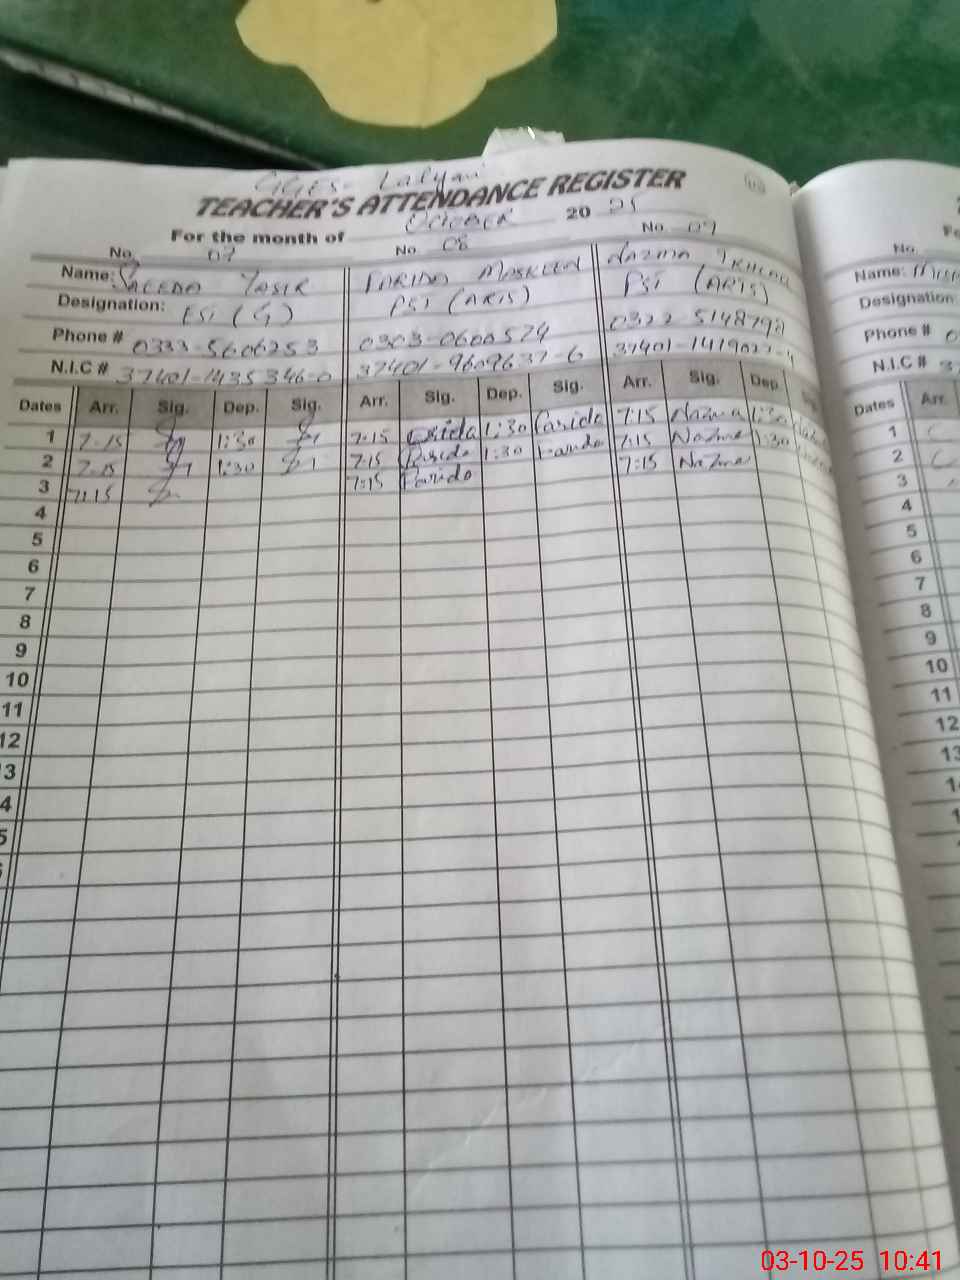 GGES- Lalyani
TEACHER'S ATTENDANCE REGISTER
For the month of October 20 25
No. 07 No. 08 No. 09
Name: Saeeda Yasir Farida Maskeen Nazma
Designation: EST (G) PST (ARTS) PST (ARTS)
Phone # 0333-5606253 0303-0600574 0322-5148792
N.I.C # 37401-1435346-0 37401-9609637-6
Dates Arr. Sig. Dep. Sig. Arr. Sig. Dep. Sig. Arr. Sig. Dep.
1 7:15 1:30 7:15 Farida 1:30 Farida 7:15 Nazma 1:30
2 7:15 1:30 7:15 Farida 1:30 Farida 7:15 Nazma 1:30
3 7:15 7:15 Farida 7:15 Nazma
4
5
6
7
8
9
10
11
12
No.
Name:
Designation
Phone #
N.I.C #
Dates Arr.
1
2
3
4
5
6
7
8
9
10
11
12
03-10-25 10:41